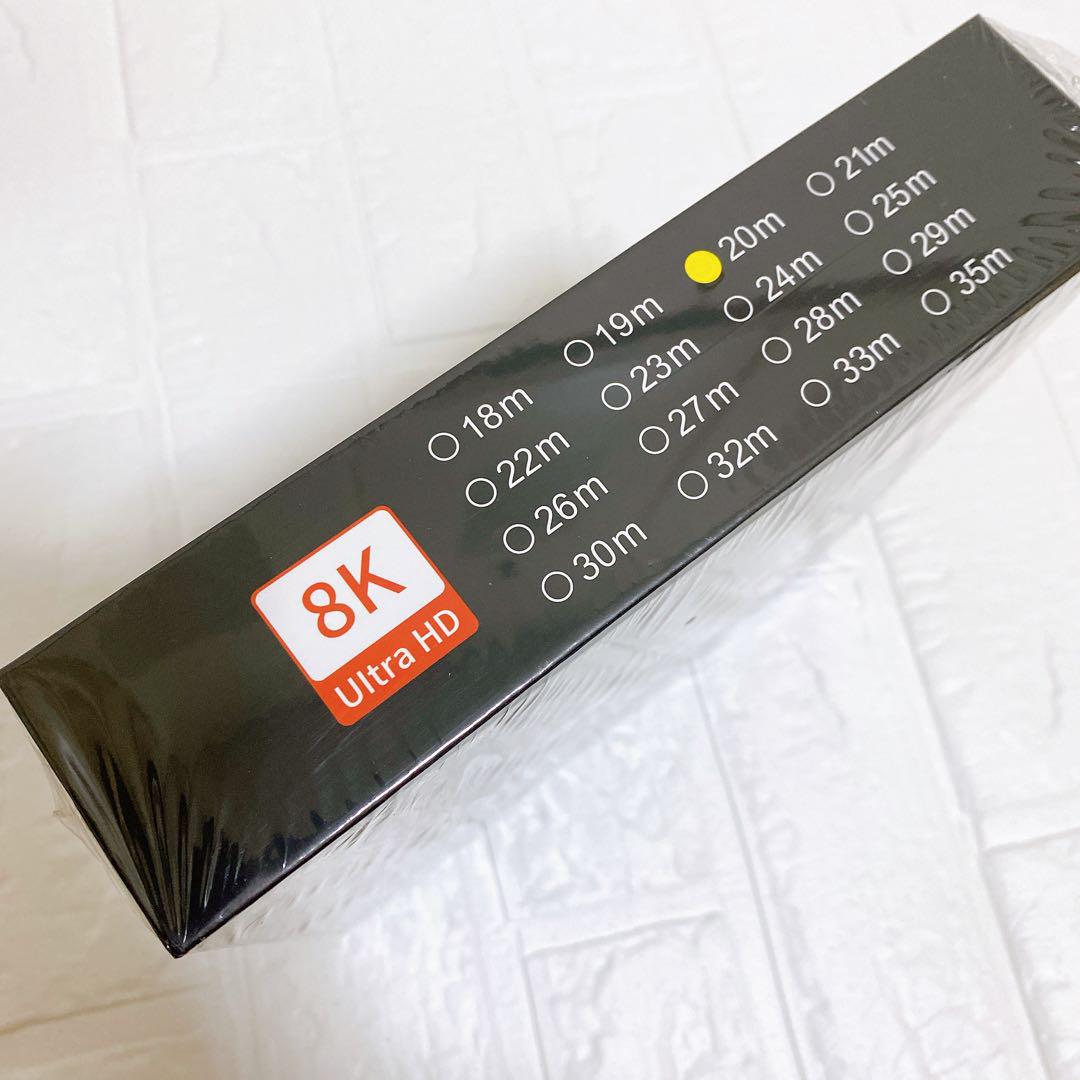 8K
Ultra HD
18m 19m 20m 21m
22m 23m 24m 25m
26m 27m 28m 29m
30m 32m 33m 35m